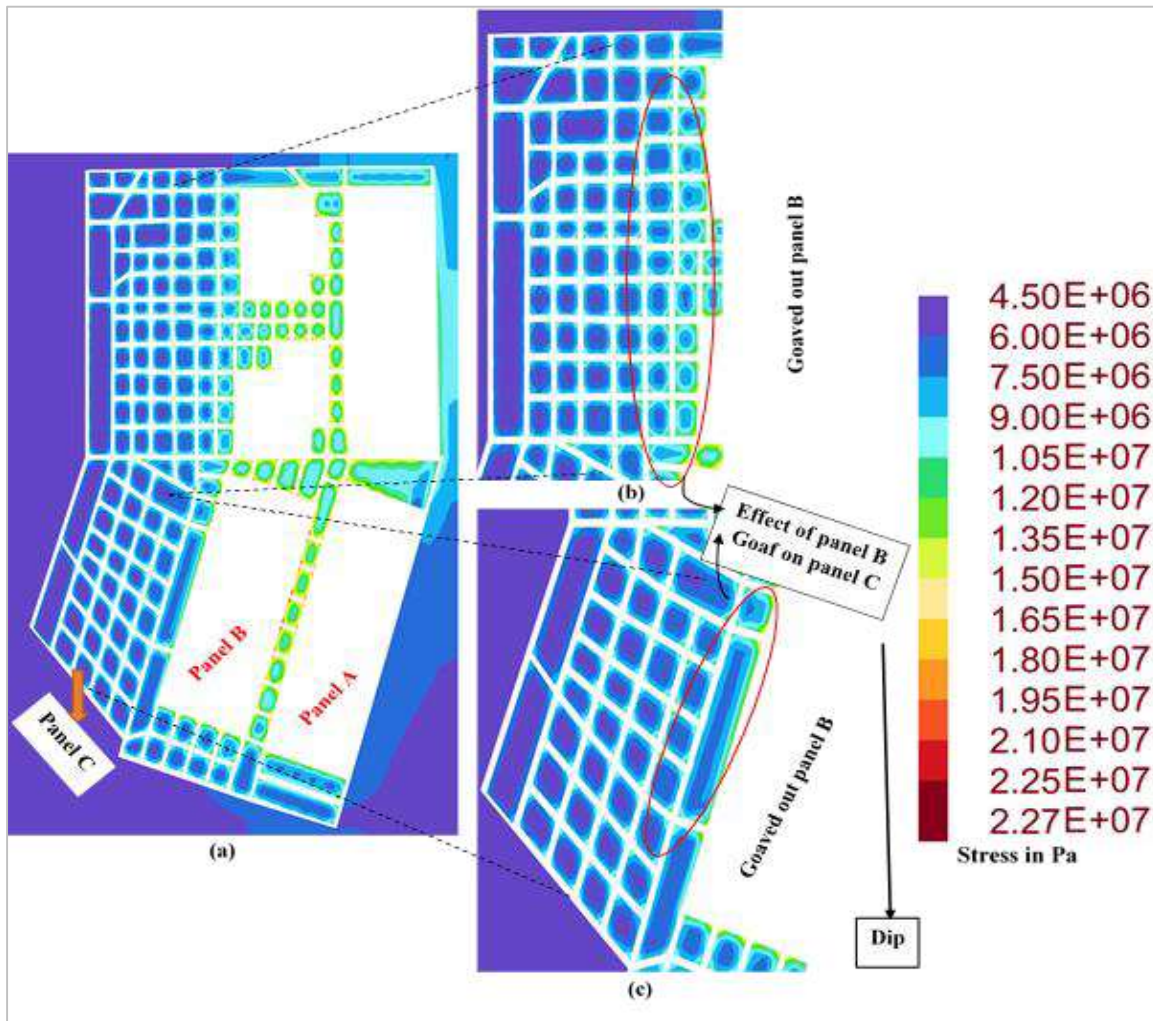 (b)
Goaved out panel B
Effect of panel B
Goaf on panel C
Panel B
Panel A
Panel C
(a)
Goaved out panel B
(c)
4.50E+06
6.00E+06
7.50E+06
9.00E+06
1.05E+07
1.20E+07
1.35E+07
1.50E+07
1.65E+07
1.80E+07
1.95E+07
2.10E+07
2.25E+07
2.27E+07
Stress in Pa
Dip